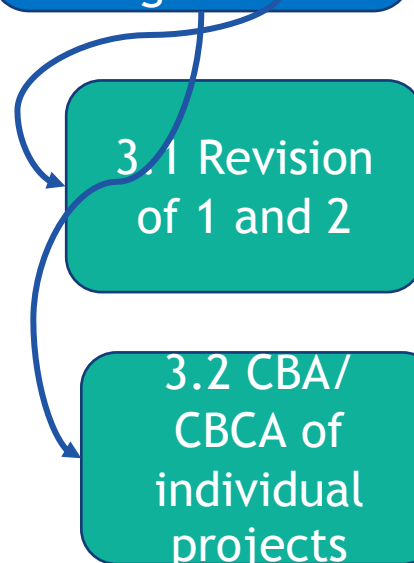 3.1 Revision
of 1 and 2
3.2 CBA/
CBCA of
individual
projects